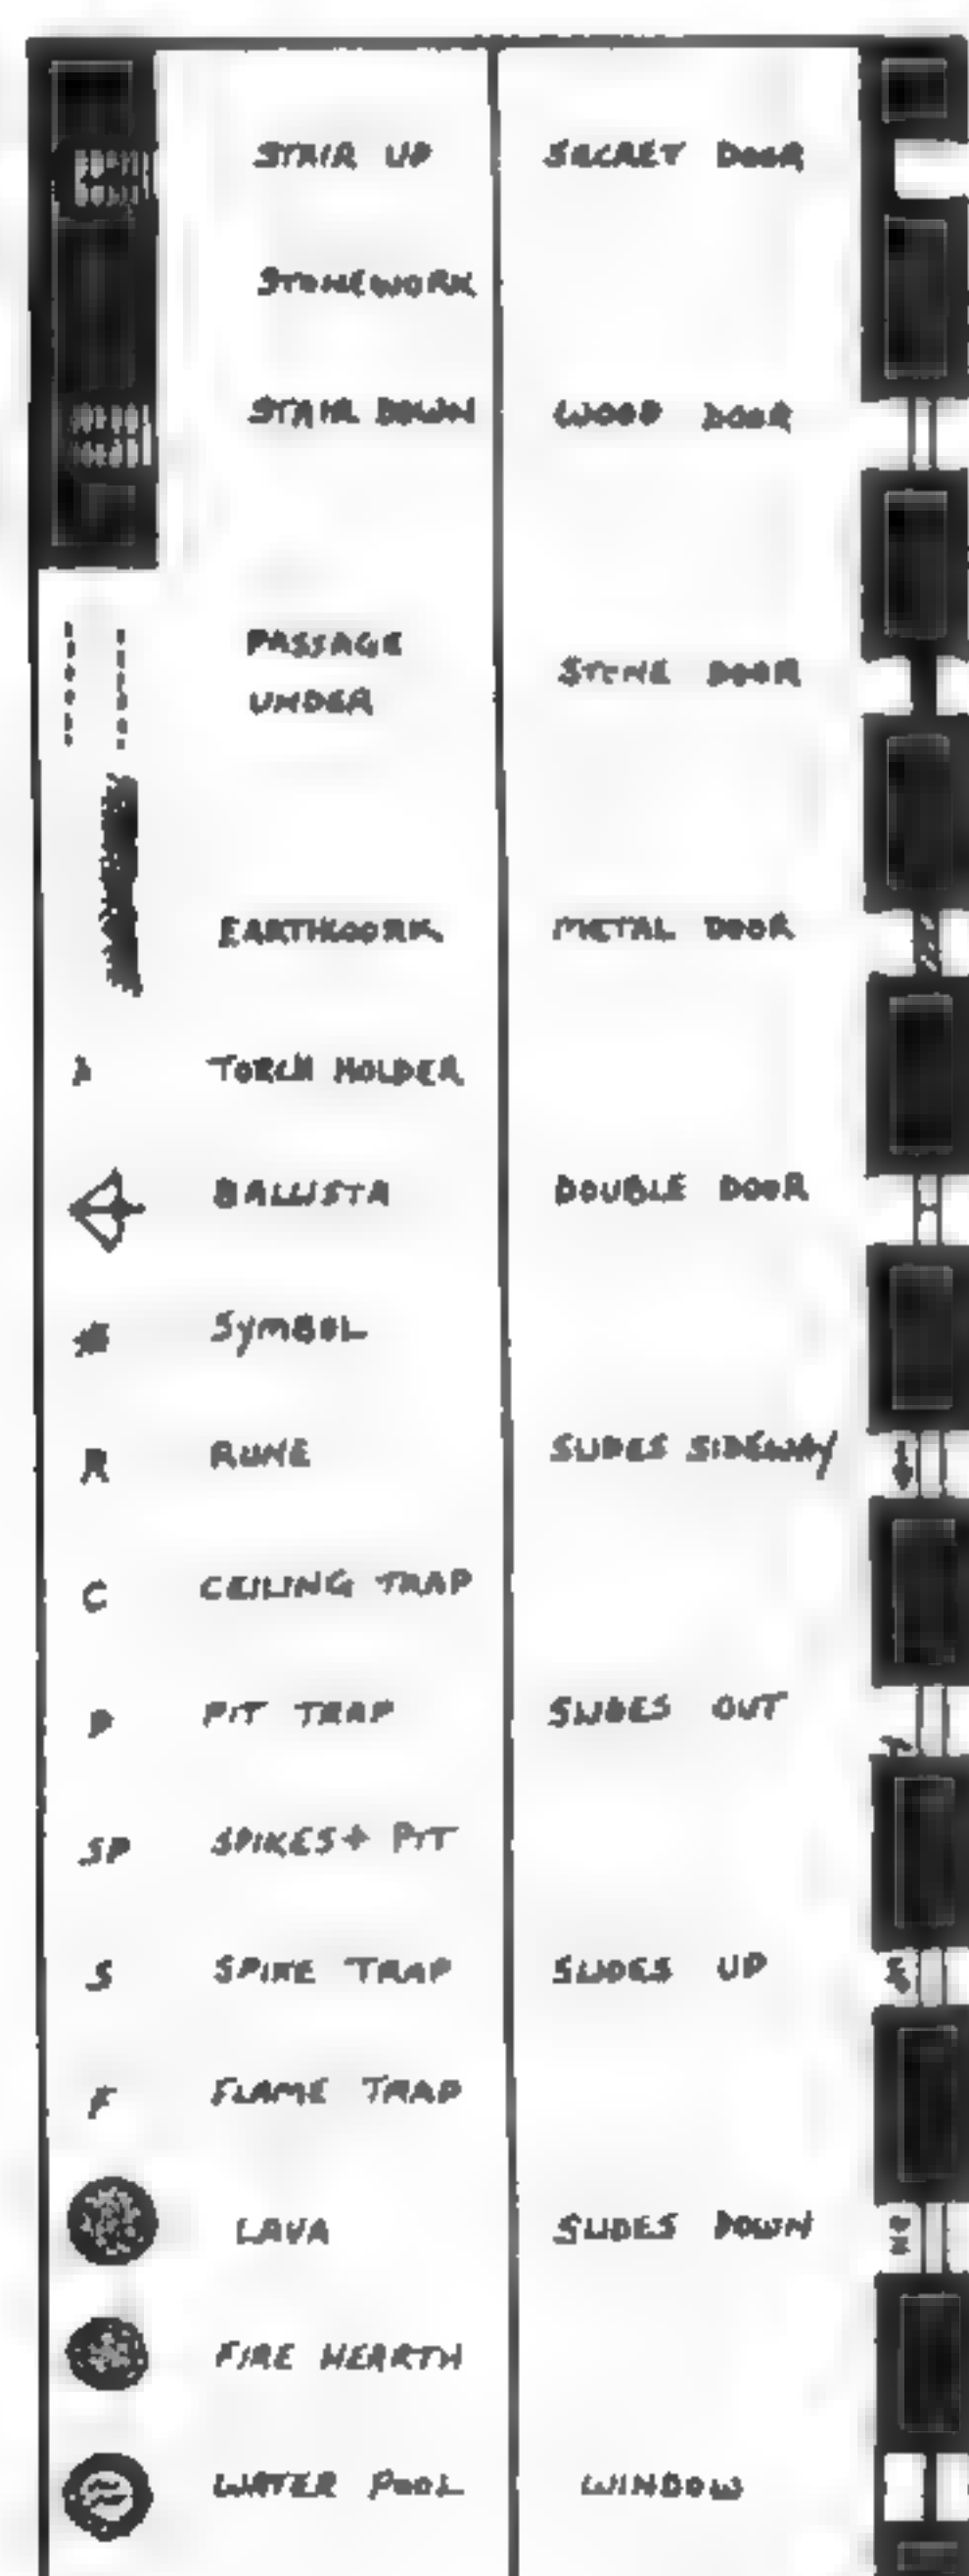 STAIR UP
STONEWORK
STAIR DOWN
PASSAGE
UNDER
EARTHWORK
TORCH HOLDER
BALLISTA
SYMBOL
R RUNE
C CEILING TRAP
P PIT TRAP
SP SPIKES + PIT
S SPIKE TRAP
F FLAME TRAP
LAVA
FIRE HEARTH
WATER POOL
SECRET DOOR
WOOD DOOR
STONE DOOR
METAL DOOR
DOUBLE DOOR
SLIDES SIDEWAY
SLIDES OUT
SLIDES UP
SLIDES DOWN
WINDOW